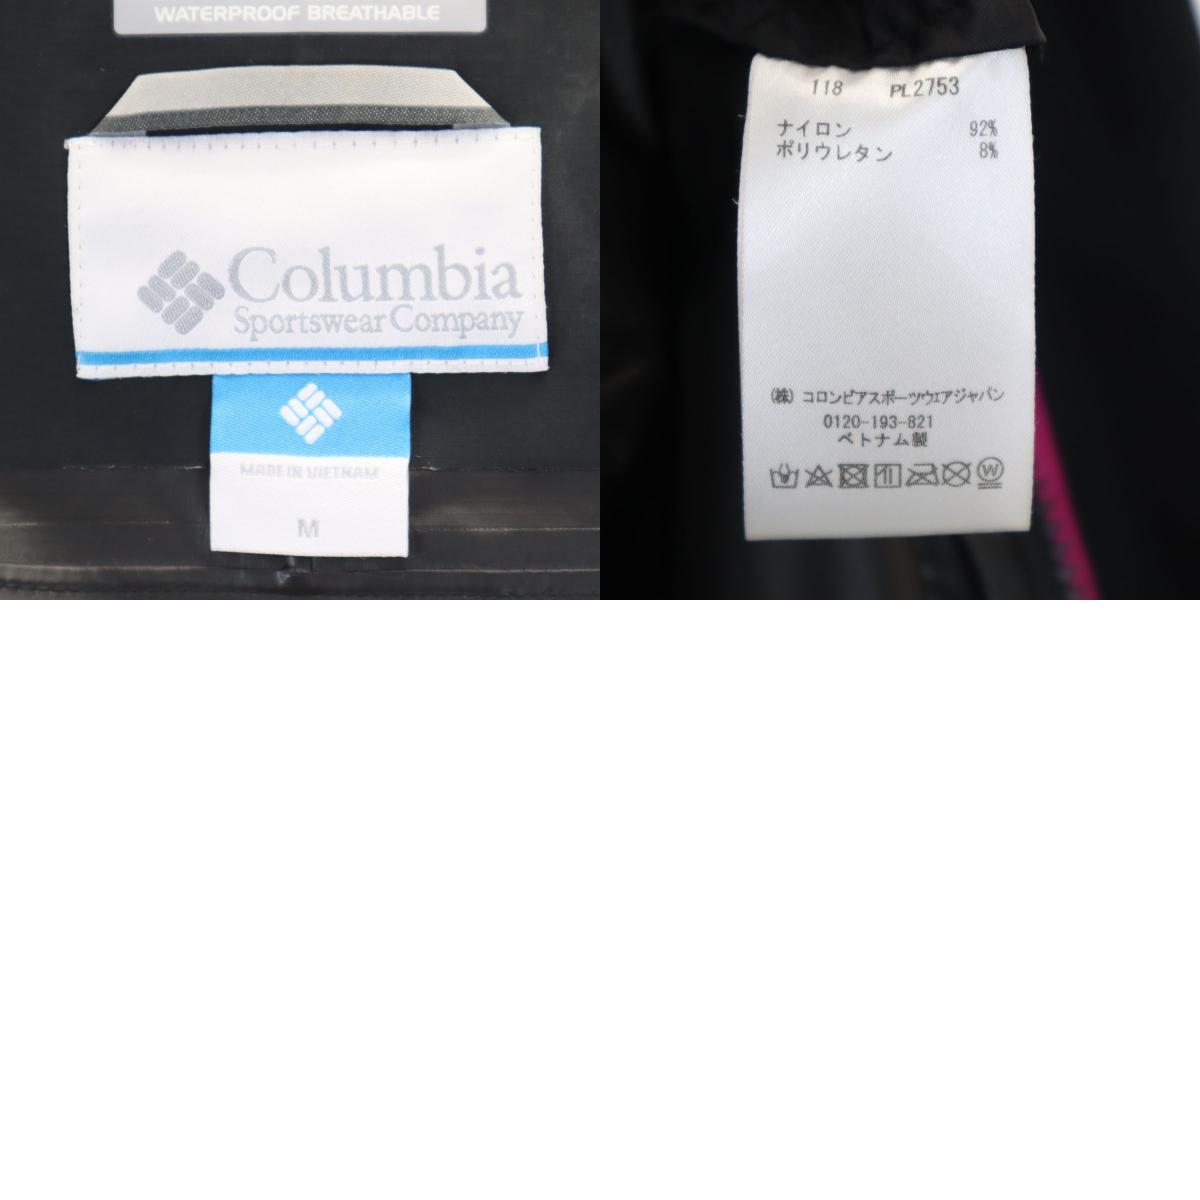 WATERPROOF BREATHABLE
Columbia
Sportswear Company
MADE IN VIETNAM
M
118 PL2753
ナイロン 92%
ポリウレタン 8%
(株) コロンビアスポーツウェアジャパン
0120-193-821
ベトナム製
W